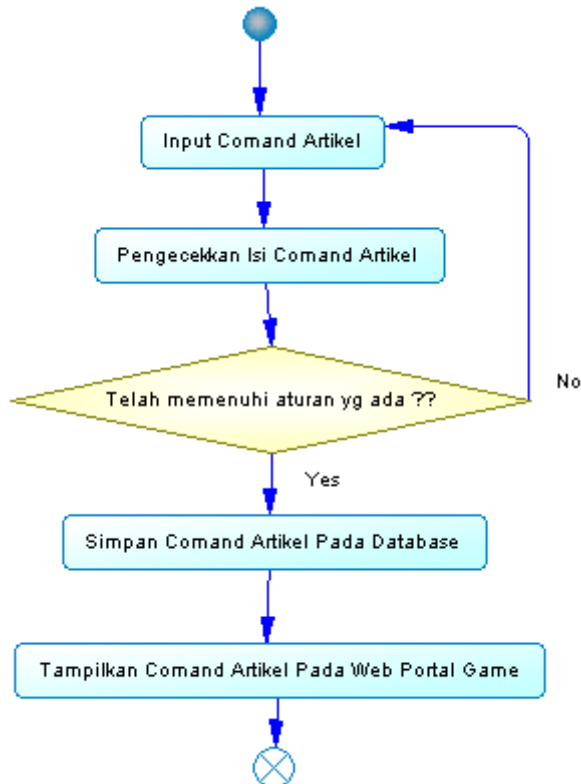 Input Comand Artikel
Pengecekkan Isi Comand Artikel
Telah memenuhi aturan yg ada ??
No
Yes
Simpan Comand Artikel Pada Database
Tampilkan Comand Artikel Pada Web Portal Game